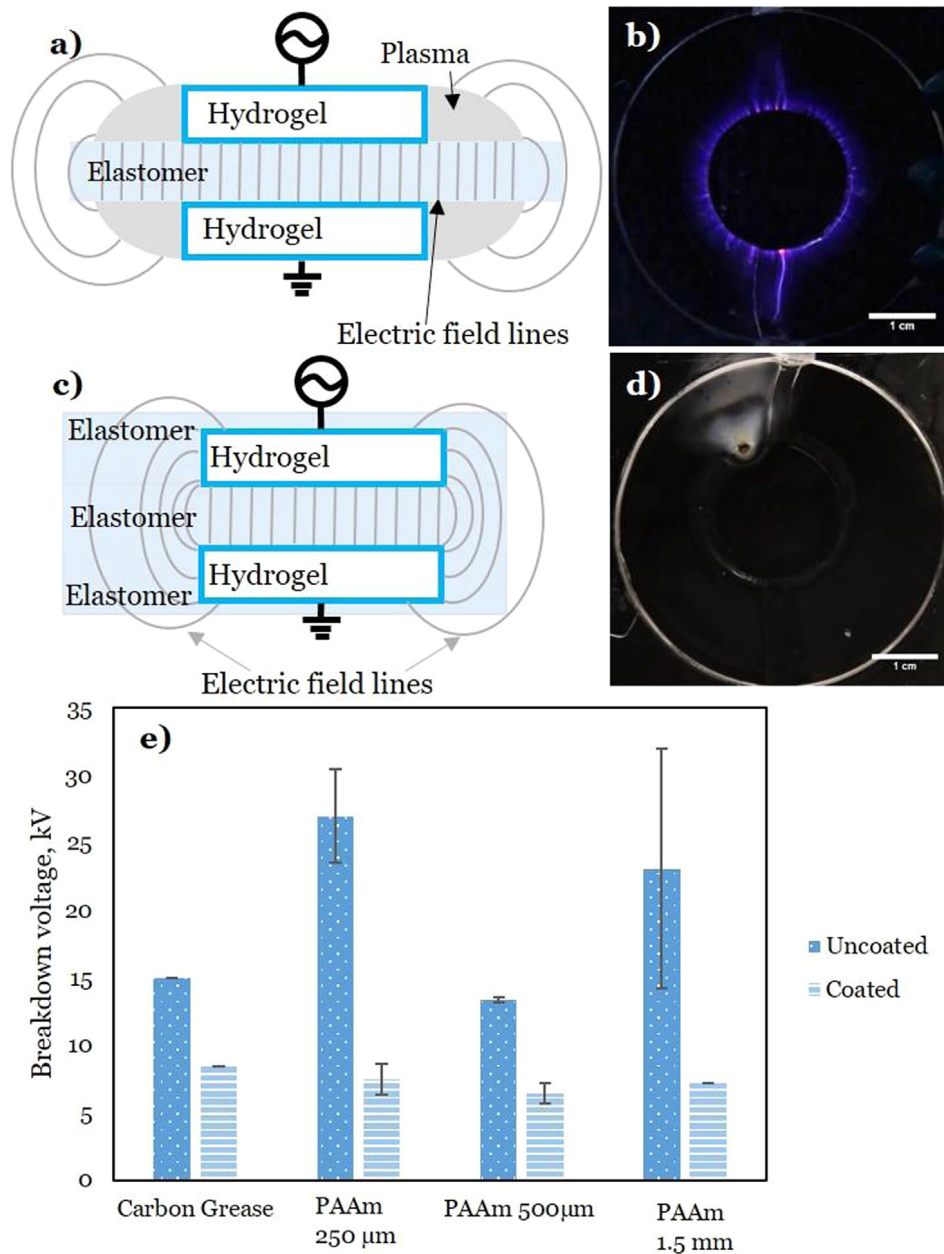 a)
Plasma
Hydrogel
Elastomer
Hydrogel
Electric field lines
b)
1 cm
c)
Elastomer
Hydrogel
Elastomer
Hydrogel
Elastomer
Electric field lines
d)
1 cm
e)
Breakdown voltage, kV
35
30
25
20
15
10
5
0
Carbon Grease
PAAm
250 µm
PAAm 500µm
PAAm
1.5 mm
Uncoated
Coated